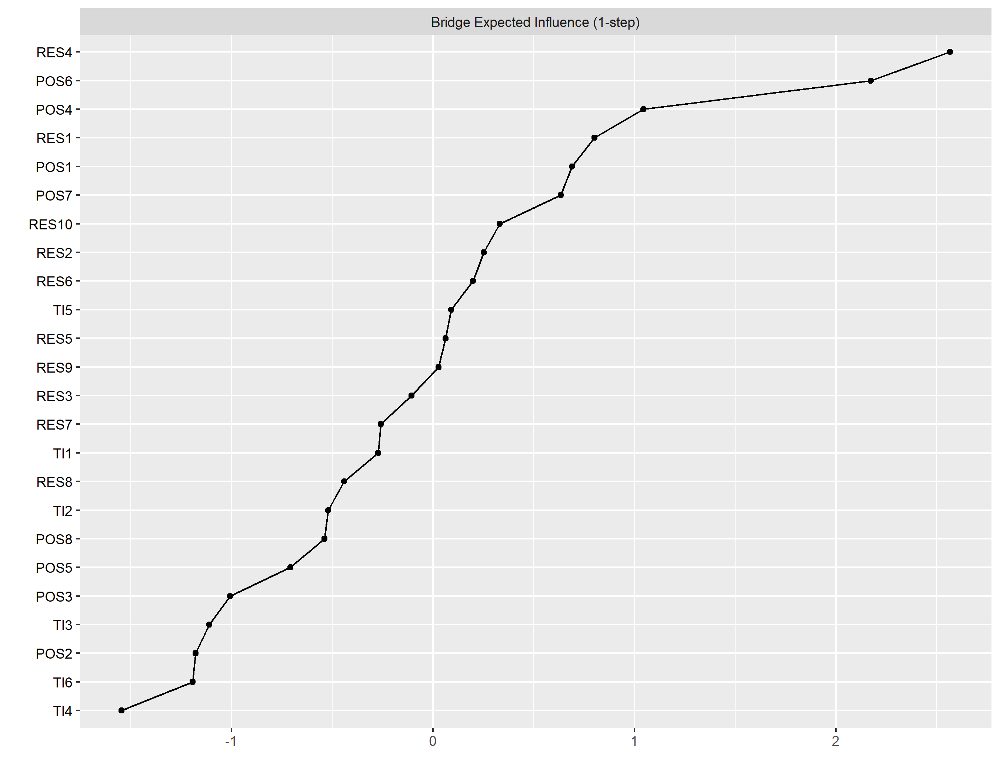 Bridge Expected Influence (1-step)
RES4
POS6
POS4
RES1
POS1
POS7
RES10
RES2
RES6
TI5
RES5
RES9
RES3
RES7
TI1
RES8
TI2
POS8
POS5
POS3
TI3
POS2
TI6
TI4
-1 0 1 2